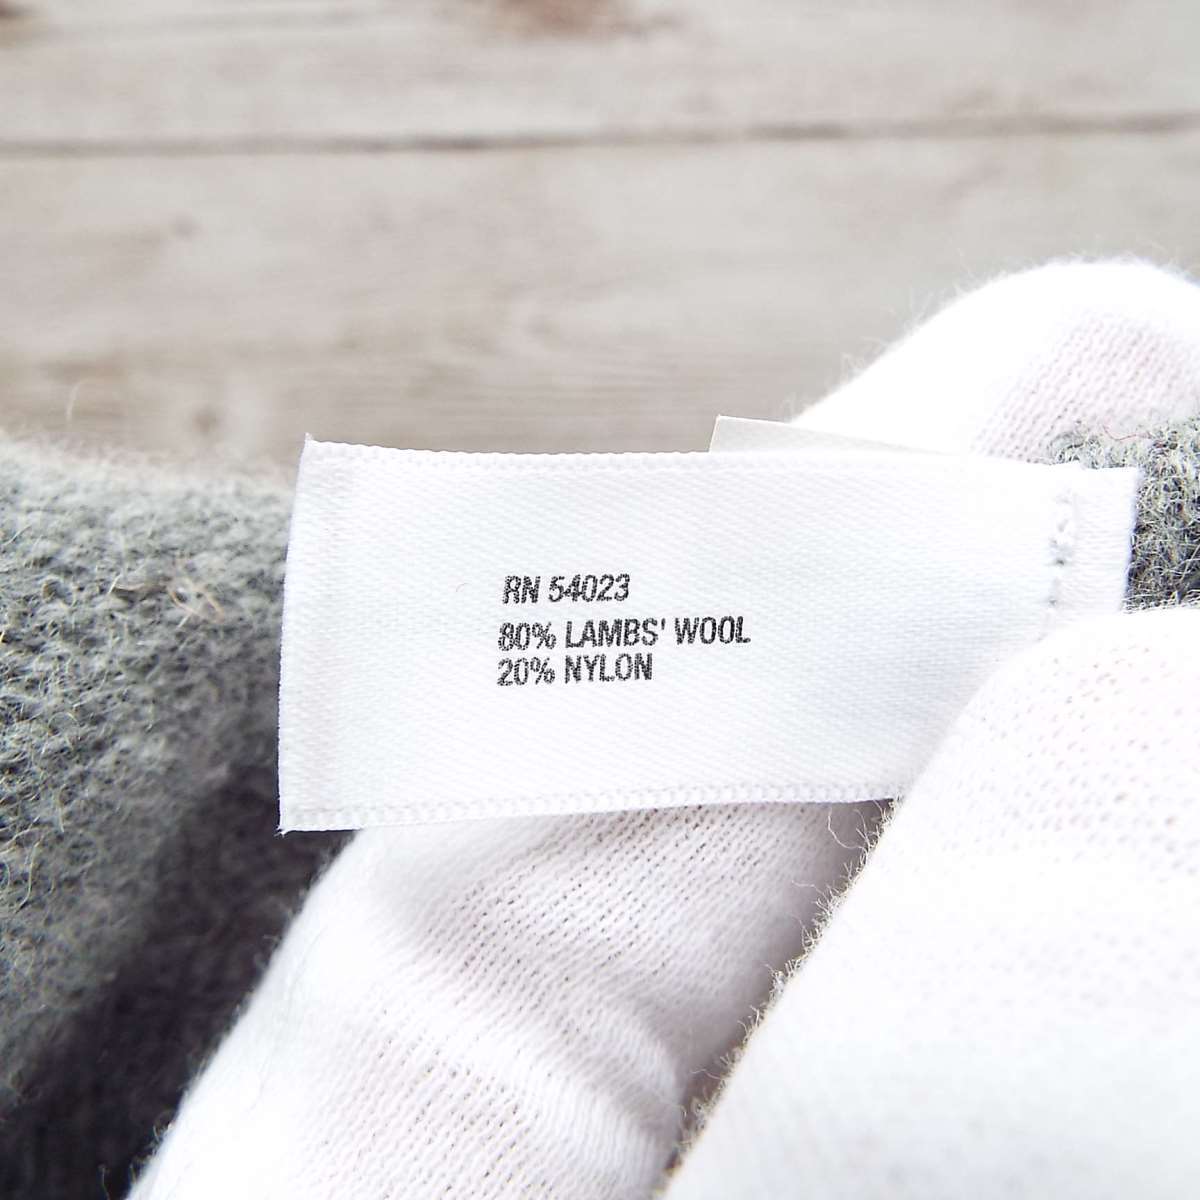 RN 54023
80% LAMBS' WOOL
20% NYLON